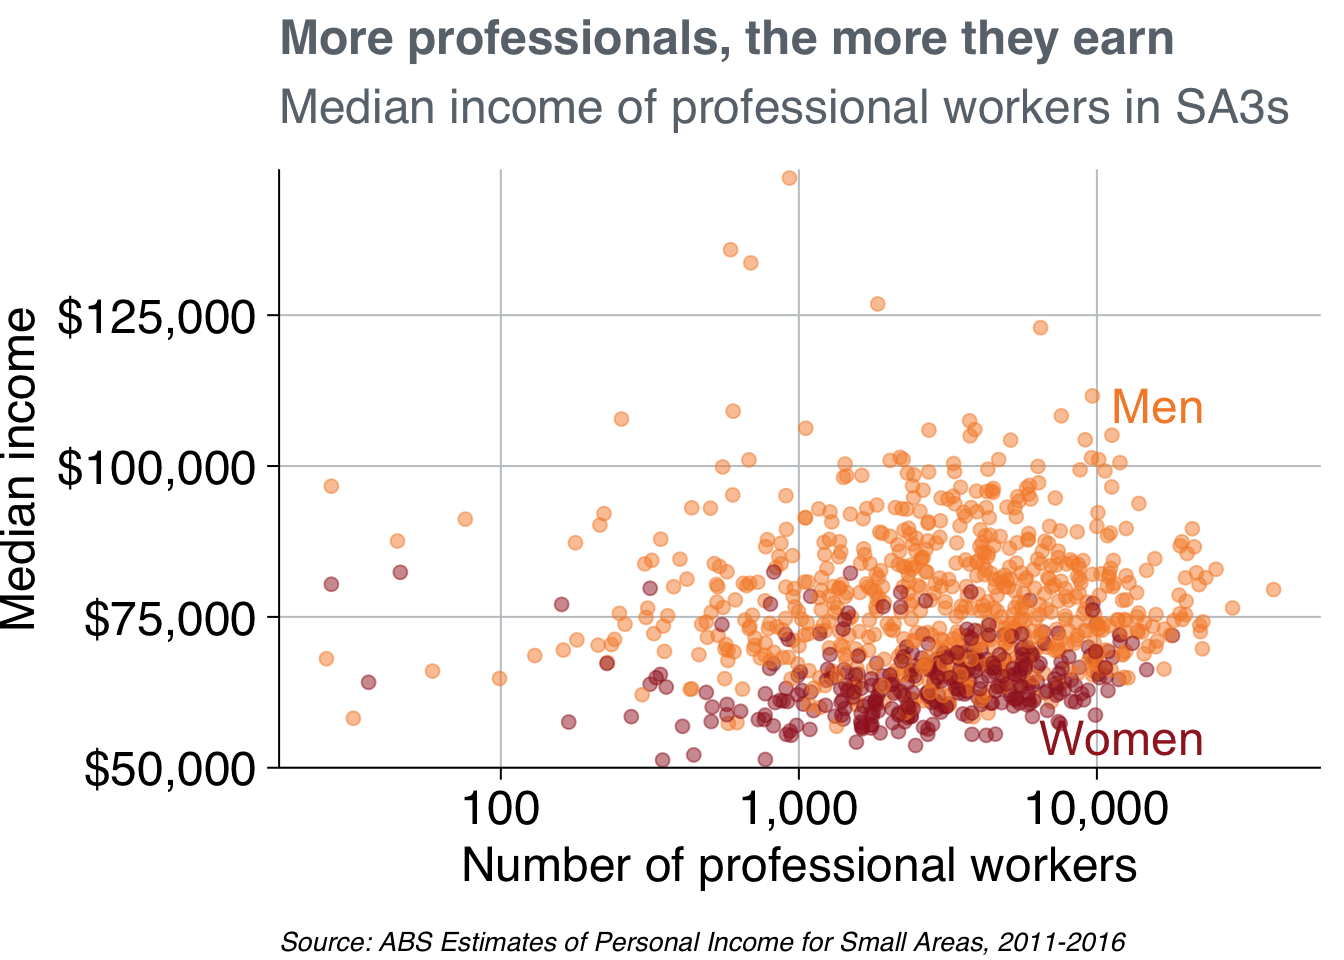 More professionals, the more they earn
Median income of professional workers in SA3s
Median income
$125,000
$100,000
$75,000
$50,000
Men
Women
100
1,000
10,000
Number of professional workers
Source: ABS Estimates of Personal Income for Small Areas, 2011-2016